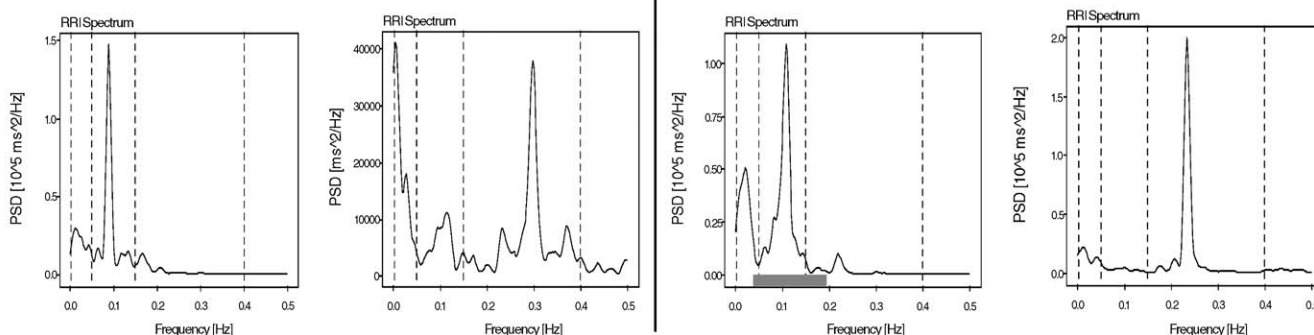 RRI Spectrum
PSD [10^5 ms^2/Hz]
1.5
1.0
0.5
0.0
0.0 0.1 0.2 0.3 0.4 0.5
Frequency [Hz]
RRI Spectrum
PSD [ms^2/Hz]
40000
30000
20000
10000
0
0.0 0.1 0.2 0.3 0.4 0.5
Frequency [Hz]
RRI Spectrum
PSD [10^5 ms^2/Hz]
1.00
0.75
0.50
0.25
0.00
0.0 0.1 0.2 0.3 0.4 0.5
Frequency [Hz]
RRI Spectrum
PSD [10^5 ms^2/Hz]
2.0
1.5
1.0
0.5
0.0
0.0 0.1 0.2 0.3 0.4 0.
Frequency [Hz]